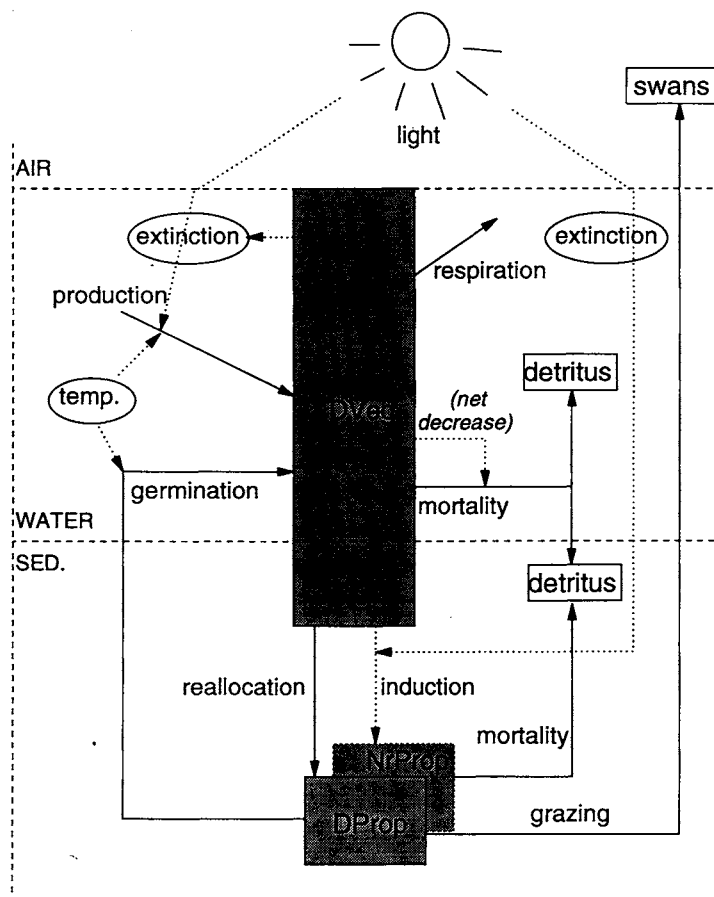 swans
light
AIR
extinction
extinction
respiration
production
detritus
temp.
DVeg
(net
decrease)
germination
mortality
WATER
SED.
detritus
reallocation
induction
mortality
NrProp
DProp
grazing